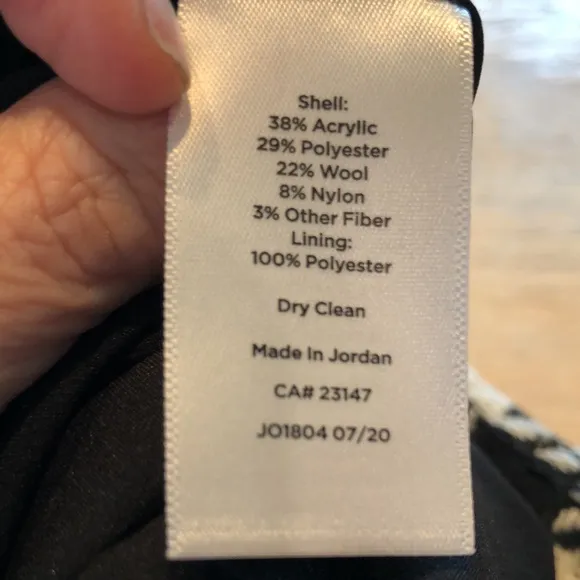 Shell:
38% Acrylic
29% Polyester
22% Wool
8% Nylon
3% Other Fiber
Lining:
100% Polyester
Dry Clean
Made In Jordan
CA# 23147
JO1804 07/20